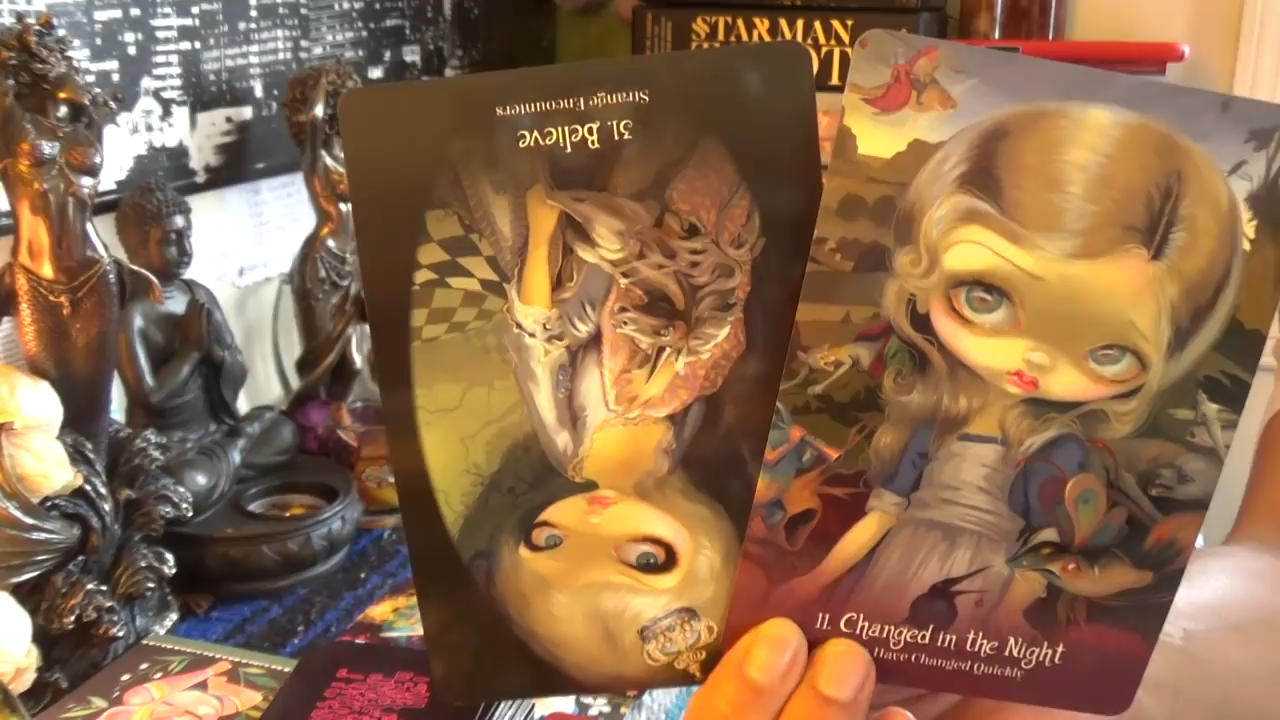 STARMAN
Strange Encounters
31. Believe
11. Changed in the Night
Have Changed Quickly